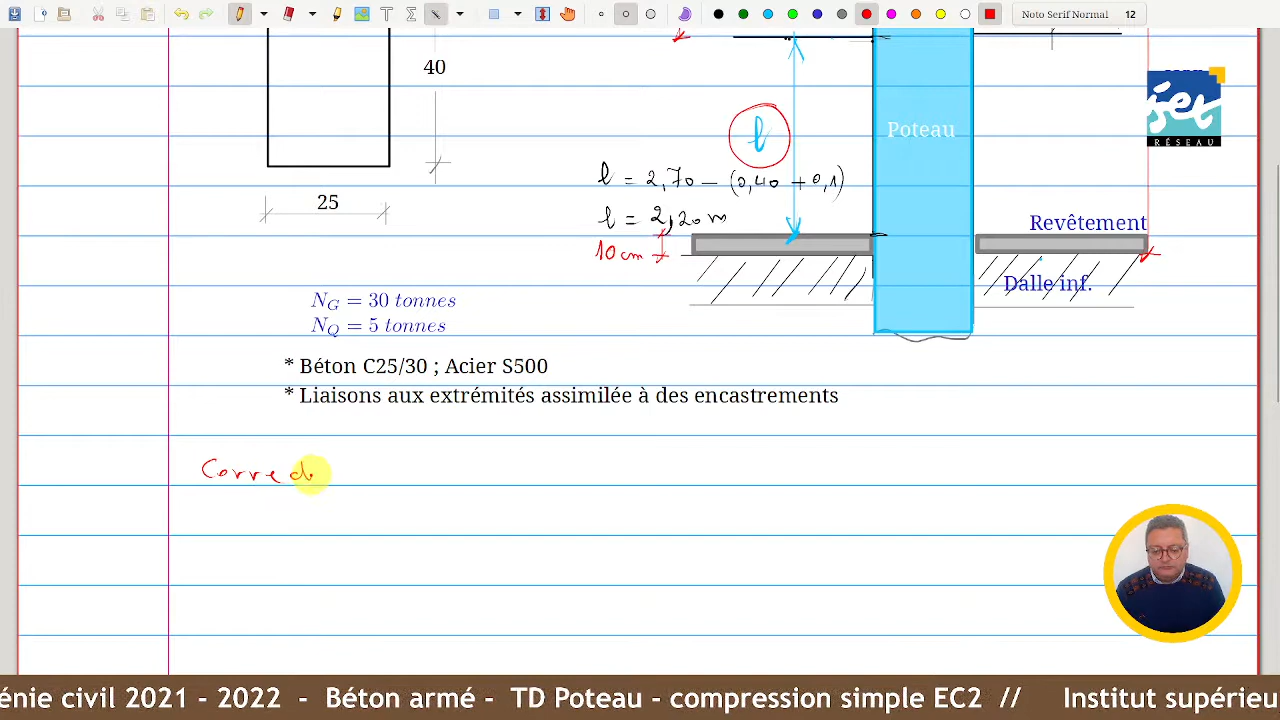 Noto Serif Normal 12
40
Poteau
iset
RÉSEAU
l
l = 2,70 - (0,40 + 0,1)
25
l = 2,20 m
Revêtement
10 cm
Dalle inf.
N_G = 30 tonnes
N_Q = 5 tonnes
* Béton C25/30 ; Acier S500
* Liaisons aux extrémités assimilée à des encastrements
énie civil 2021 - 2022 - Béton armé - TD Poteau - compression simple EC2 // Institut supérieu